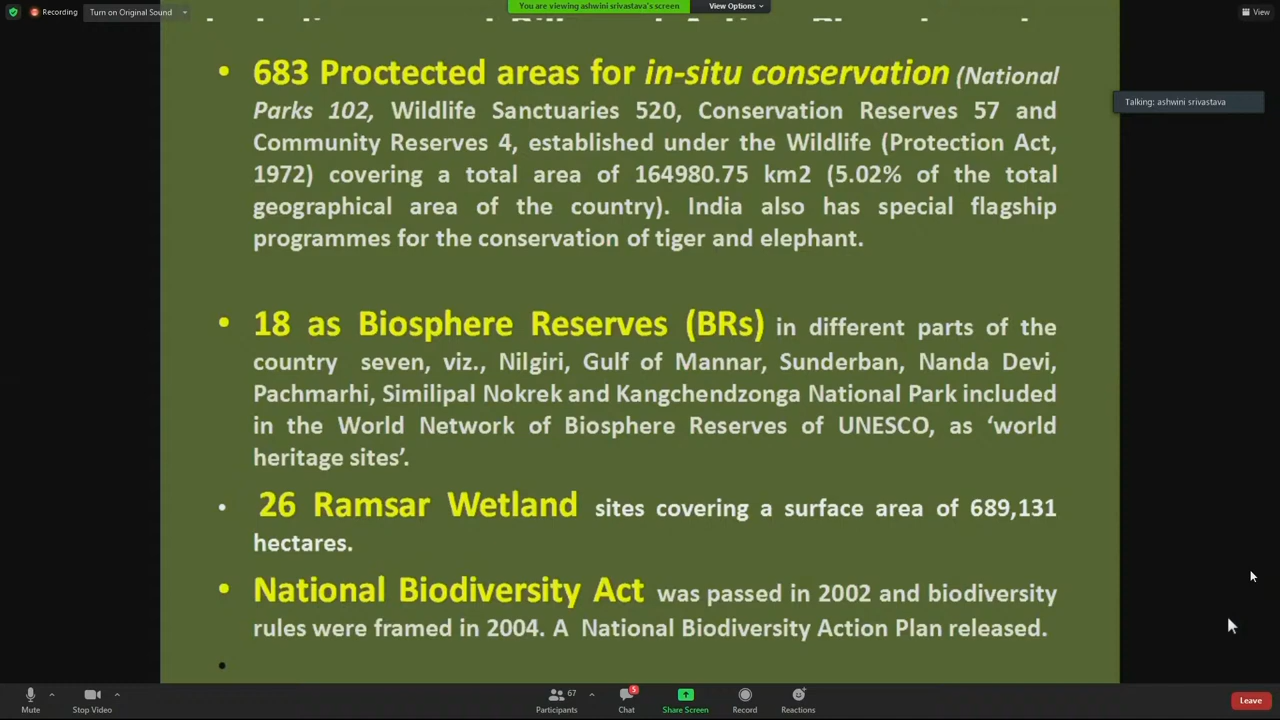 You are viewing ashwini srivastava's screen
View Options
Recording
Turn on Original Sound
View
Talking: ashwini srivastava
• 683 Proctected areas for in-situ conservation (National
Parks 102, Wildlife Sanctuaries 520, Conservation Reserves 57 and
Community Reserves 4, established under the Wildlife (Protection Act,
1972) covering a total area of 164980.75 km2 (5.02% of the total
geographical area of the country). India also has special flagship
programmes for the conservation of tiger and elephant.
• 18 as Biosphere Reserves (BRs) in different parts of the
country seven, viz., Nilgiri, Gulf of Mannar, Sunderban, Nanda Devi,
Pachmarhi, Similipal Nokrek and Kangchendzonga National Park included
in the World Network of Biosphere Reserves of UNESCO, as ‘world
heritage sites’.
• 26 Ramsar Wetland sites covering a surface area of 689,131
hectares.
• National Biodiversity Act was passed in 2002 and biodiversity
rules were framed in 2004. A National Biodiversity Action Plan released.
•
Mute
Stop Video
67
Participants
5
Chat
Share Screen
Record
Reactions
Leave